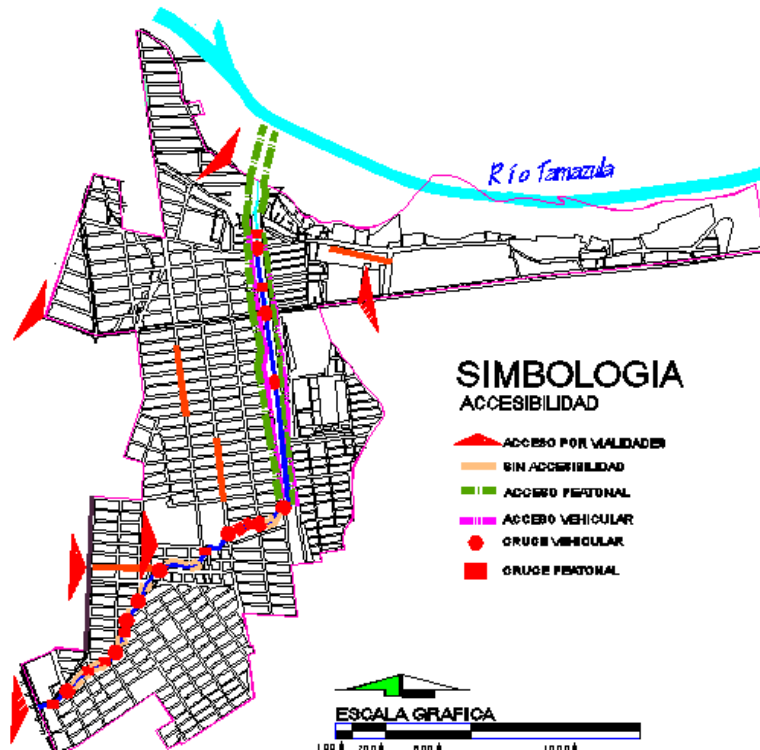 Río Tamazula
SIMBOLOGIA
ACCESIBILIDAD
ACCESO POR VIALIDADES
SIN ACCESIBILIDAD
ACCESO PEATONAL
ACCESO VEHICULAR
CRUCE VEHICULAR
CRUCE PEATONAL
ESCALA GRAFICA